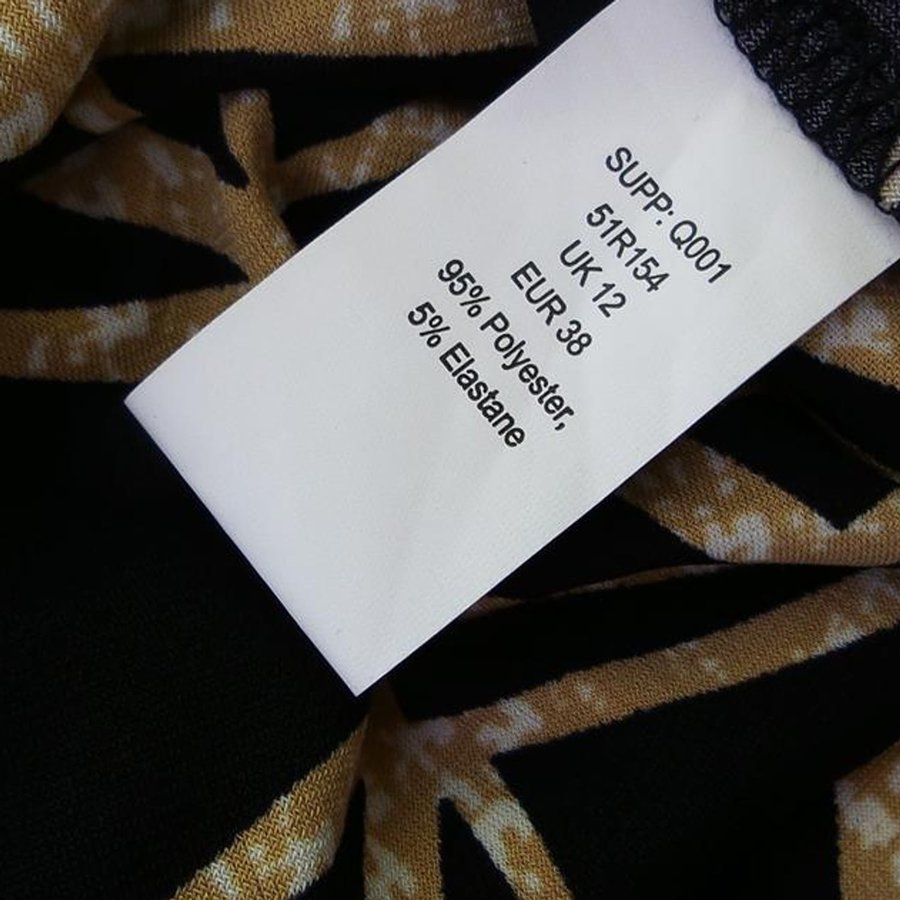 SUPP: Q001
51R154
UK 12
EUR 38
95% Polyester,
5% Elastane